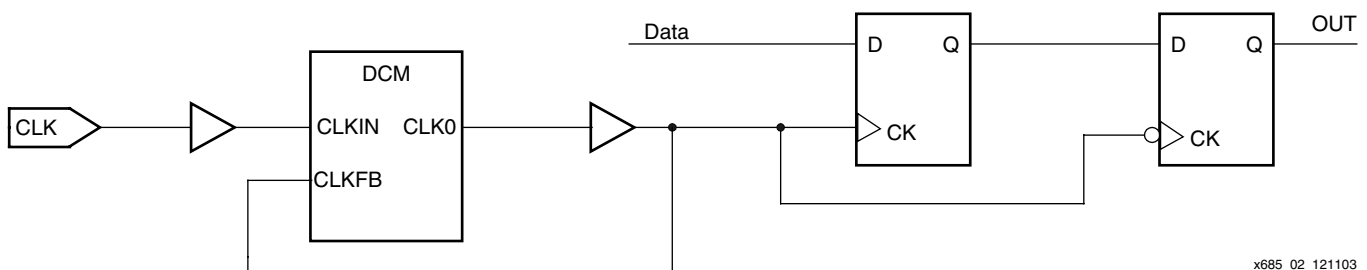 Data
OUT
D Q
D Q
DCM
CLK
CLKIN CLK0
CK
CK
CLKFB
x685_02_121103